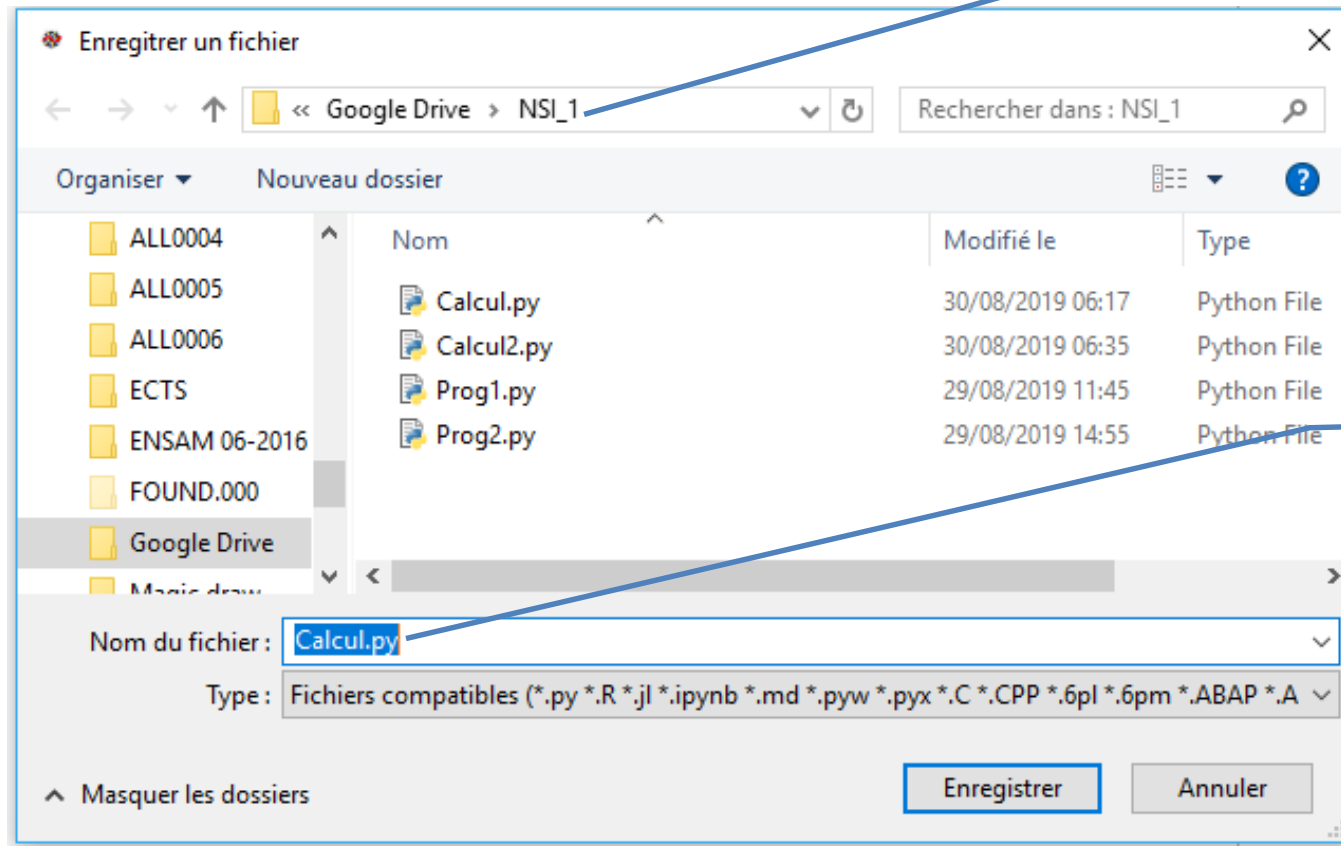 Enregitrer un fichier
« Google Drive > NSI_1
Rechercher dans : NSI_1
Organiser
Nouveau dossier
?
ALL0004
ALL0005
ALL0006
ECTS
ENSAM 06-2016
FOUND.000
Google Drive
Magic draw
Nom Modifié le Type
Calcul.py 30/08/2019 06:17 Python File
Calcul2.py 30/08/2019 06:35 Python File
Prog1.py 29/08/2019 11:45 Python File
Prog2.py 29/08/2019 14:55 Python File
Nom du fichier : Calcul.py
Type : Fichiers compatibles (*.py *.R *.jl *.ipynb *.md *.pyw *.pyx *.C *.CPP *.6pl *.6pm *.ABAP *.A
Masquer les dossiers
Enregistrer
Annuler